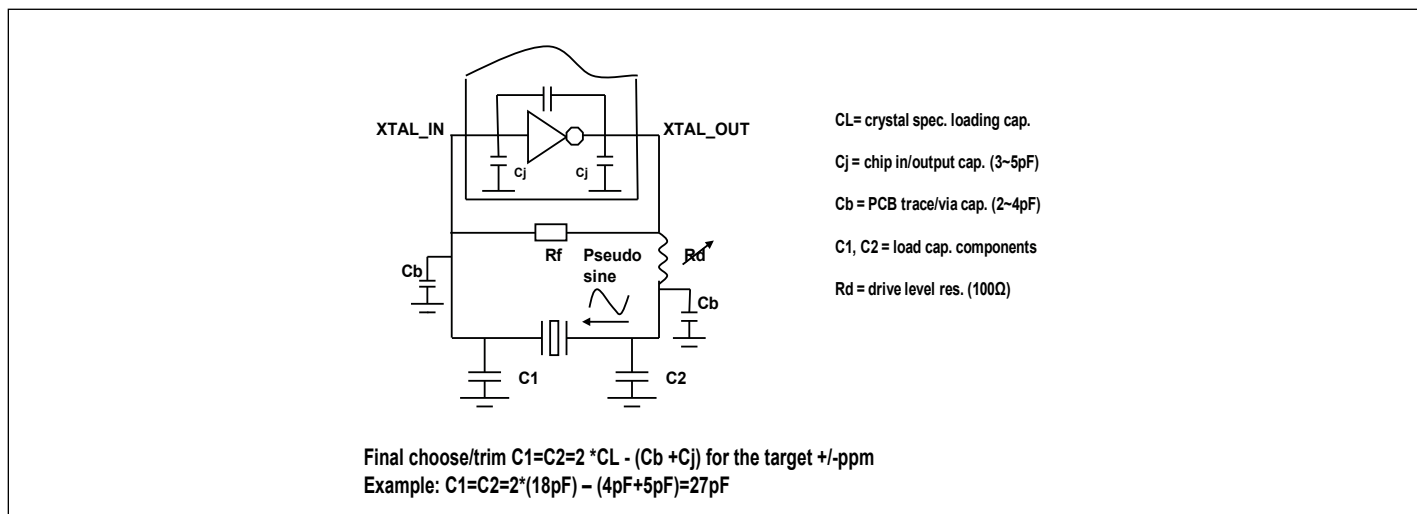 XTAL_IN
XTAL_OUT
Cj
Cj
CL= crystal spec. loading cap.
Cj = chip in/output cap. (3~5pF)
Cb = PCB trace/via cap. (2~4pF)
C1, C2 = load cap. components
Rd = drive level res. (100Ω)
Rf
Pseudo
sine
Rd
Cb
Cb
C1
C2
Final choose/trim C1=C2=2 *CL - (Cb +Cj) for the target +/-ppm
Example: C1=C2=2*(18pF) – (4pF+5pF)=27pF